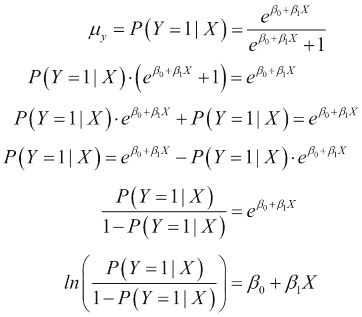 μ_y = P(Y = 1 | X) = e^{β₀+β₁X} / (e^{β₀+β₁X} + 1)
P(Y = 1 | X) · (e^{β₀+β₁X} + 1) = e^{β₀+β₁X}
P(Y = 1 | X) · e^{β₀+β₁X} + P(Y = 1 | X) = e^{β₀+β₁X}
P(Y = 1 | X) = e^{β₀+β₁X} − P(Y = 1 | X) · e^{β₀+β₁X}
P(Y = 1 | X) / (1 − P(Y = 1 | X)) = e^{β₀+β₁X}
ln(P(Y = 1 | X) / (1 − P(Y = 1 | X))) = β₀ + β₁X